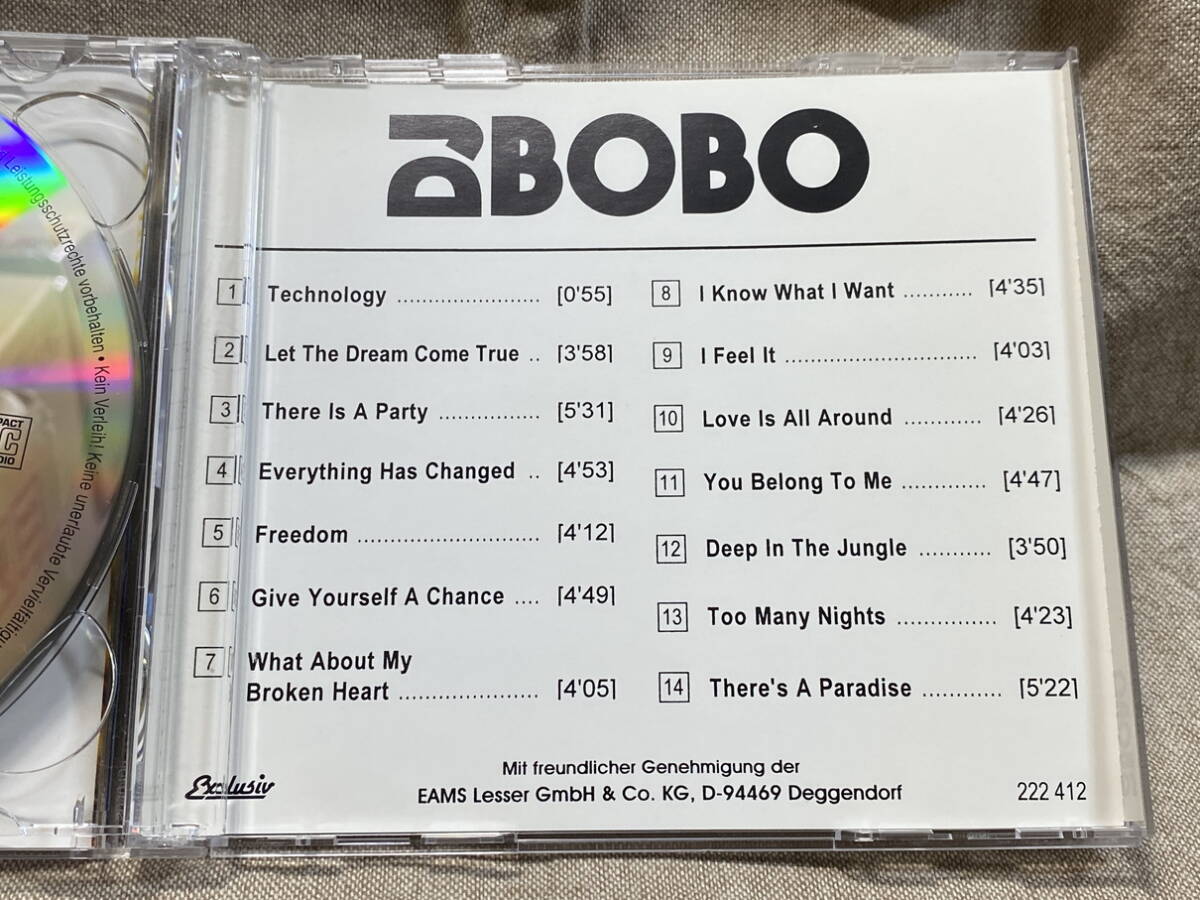 DJ BOBO
1 Technology ....................... [0'55]
2 Let The Dream Come True .. [3'58]
3 There Is A Party ................ [5'31]
4 Everything Has Changed .. [4'53]
5 Freedom ............................. [4'12]
6 Give Yourself A Chance .... [4'49]
7 What About My
Broken Heart ..................... [4'05]
8 I Know What I Want ........... [4'35]
9 I Feel It ............................... [4'03]
10 Love Is All Around ............ [4'26]
11 You Belong To Me ............. [4'47]
12 Deep In The Jungle ........... [3'50]
13 Too Many Nights ............... [4'23]
14 There's A Paradise ............ [5'22]
Exclusiv
Mit freundlicher Genehmigung der
EAMS Lesser GmbH & Co. KG, D-94469 Deggendorf
222 412
Leistungsschutzrechte vorbehalten • Kein Verleih! Keine unerlaubte